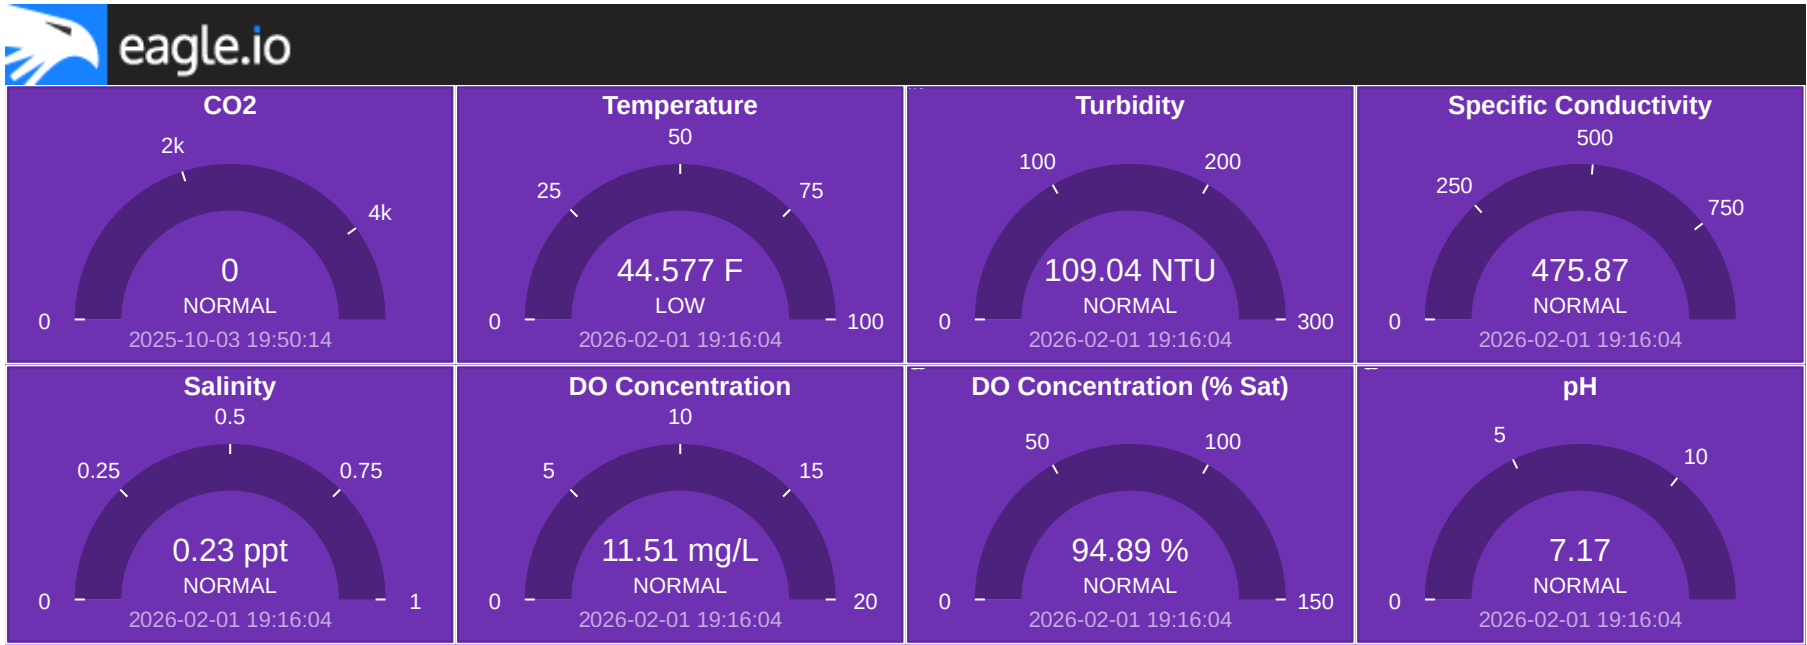 eagle.io
CO2
2k
4k
0
NORMAL
0
2025-10-03 19:50:14
Temperature
50
25
75
44.577 F
LOW
0
100
2026-02-01 19:16:04
Turbidity
100
200
109.04 NTU
NORMAL
0
300
2026-02-01 19:16:04
Specific Conductivity
500
250
750
475.87
NORMAL
0
2026-02-01 19:16:04
Salinity
0.5
0.25
0.75
0.23 ppt
NORMAL
0
1
2026-02-01 19:16:04
DO Concentration
10
5
15
11.51 mg/L
NORMAL
0
20
2026-02-01 19:16:04
DO Concentration (% Sat)
50
100
94.89 %
NORMAL
0
150
2026-02-01 19:16:04
pH
5
10
7.17
NORMAL
0
2026-02-01 19:16:04